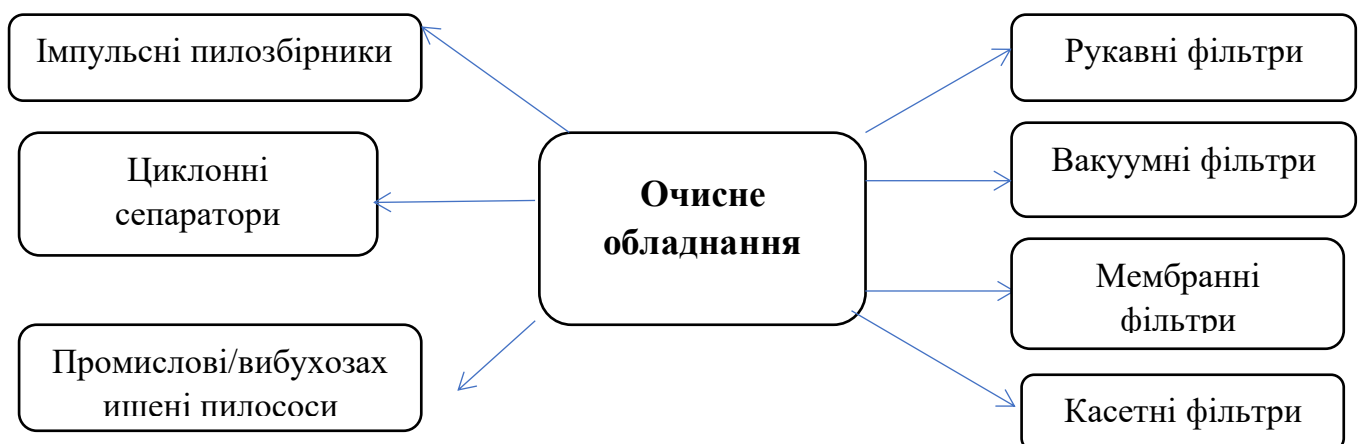 Імпульсні пилозбірники
Циклонні
сепаратори
Промислові/вибухозах
ищені пилососи
Очисне
обладнання
Рукавні фільтри
Вакуумні фільтри
Мембранні
фільтри
Касетні фільтри